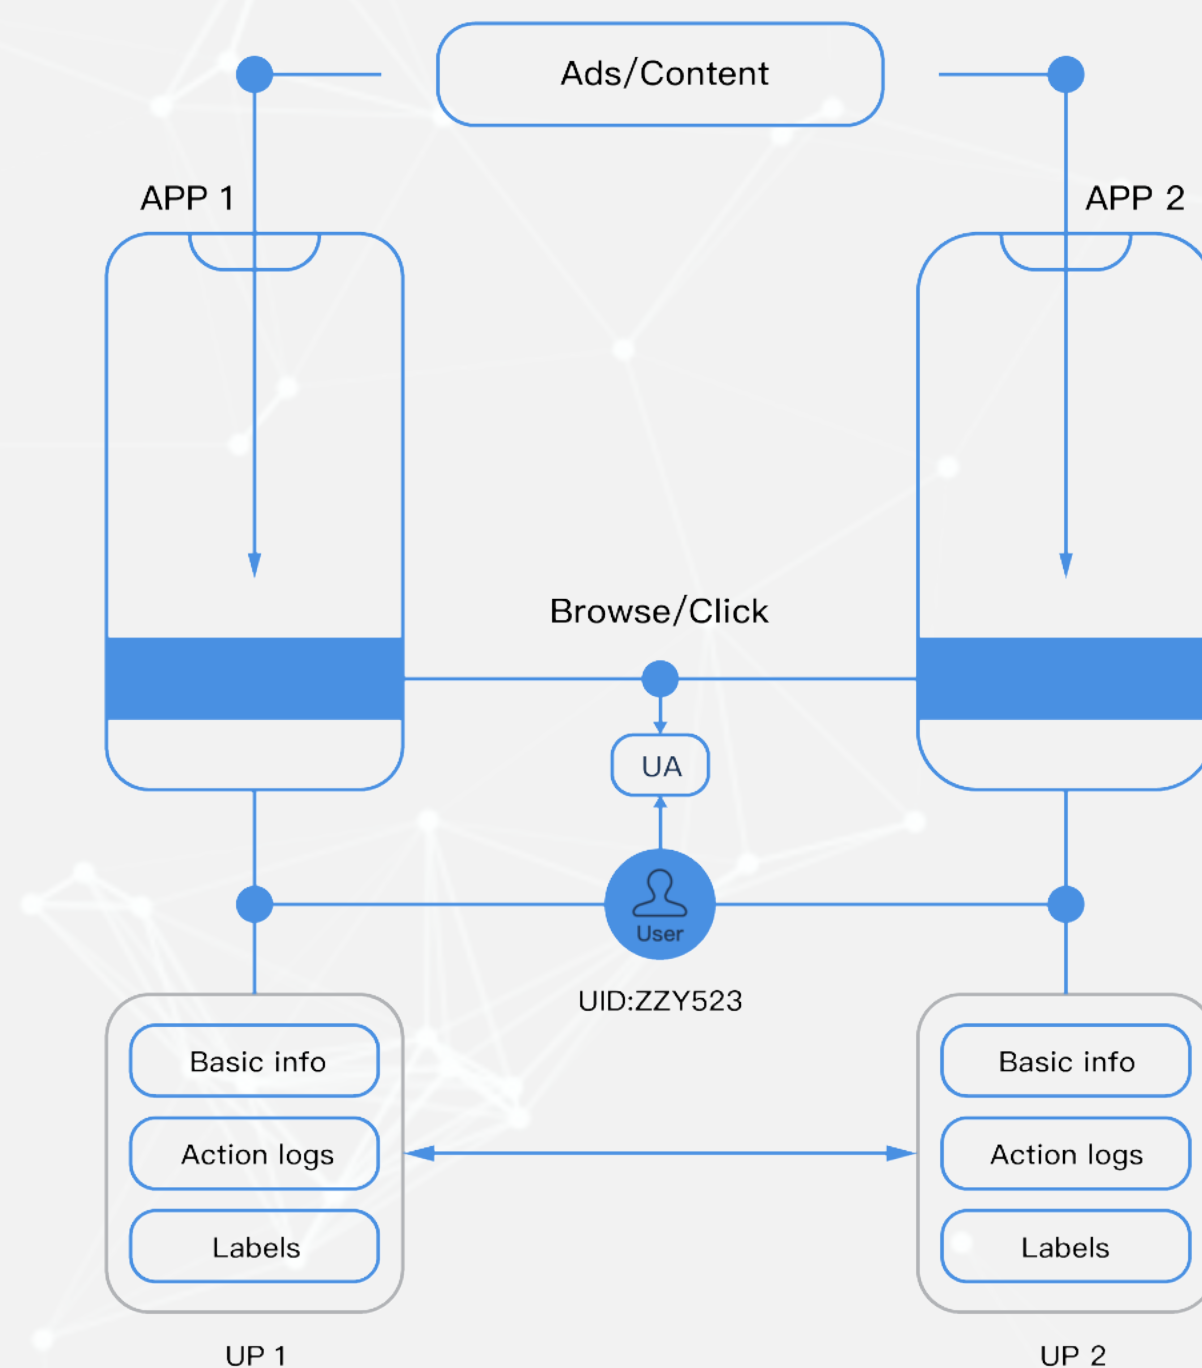 Ads/Content
APP 1
APP 2
Browse/Click
UA
User
UID:ZZY523
Basic info
Action logs
Labels
UP 1
Basic info
Action logs
Labels
UP 2